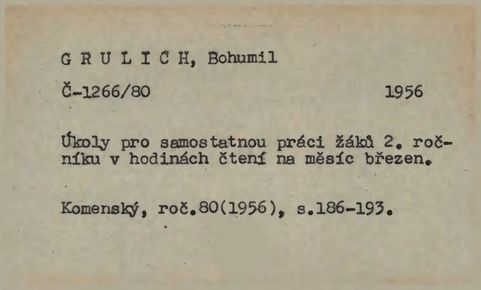 GRULICH, Bohumil
Č-1266/80 1956
Úkoly pro samostatnou práci žáků 2. roč-
níku v hodinách čtení na měsíc březen.
Komenský, roč.80(1956), s.186-193.